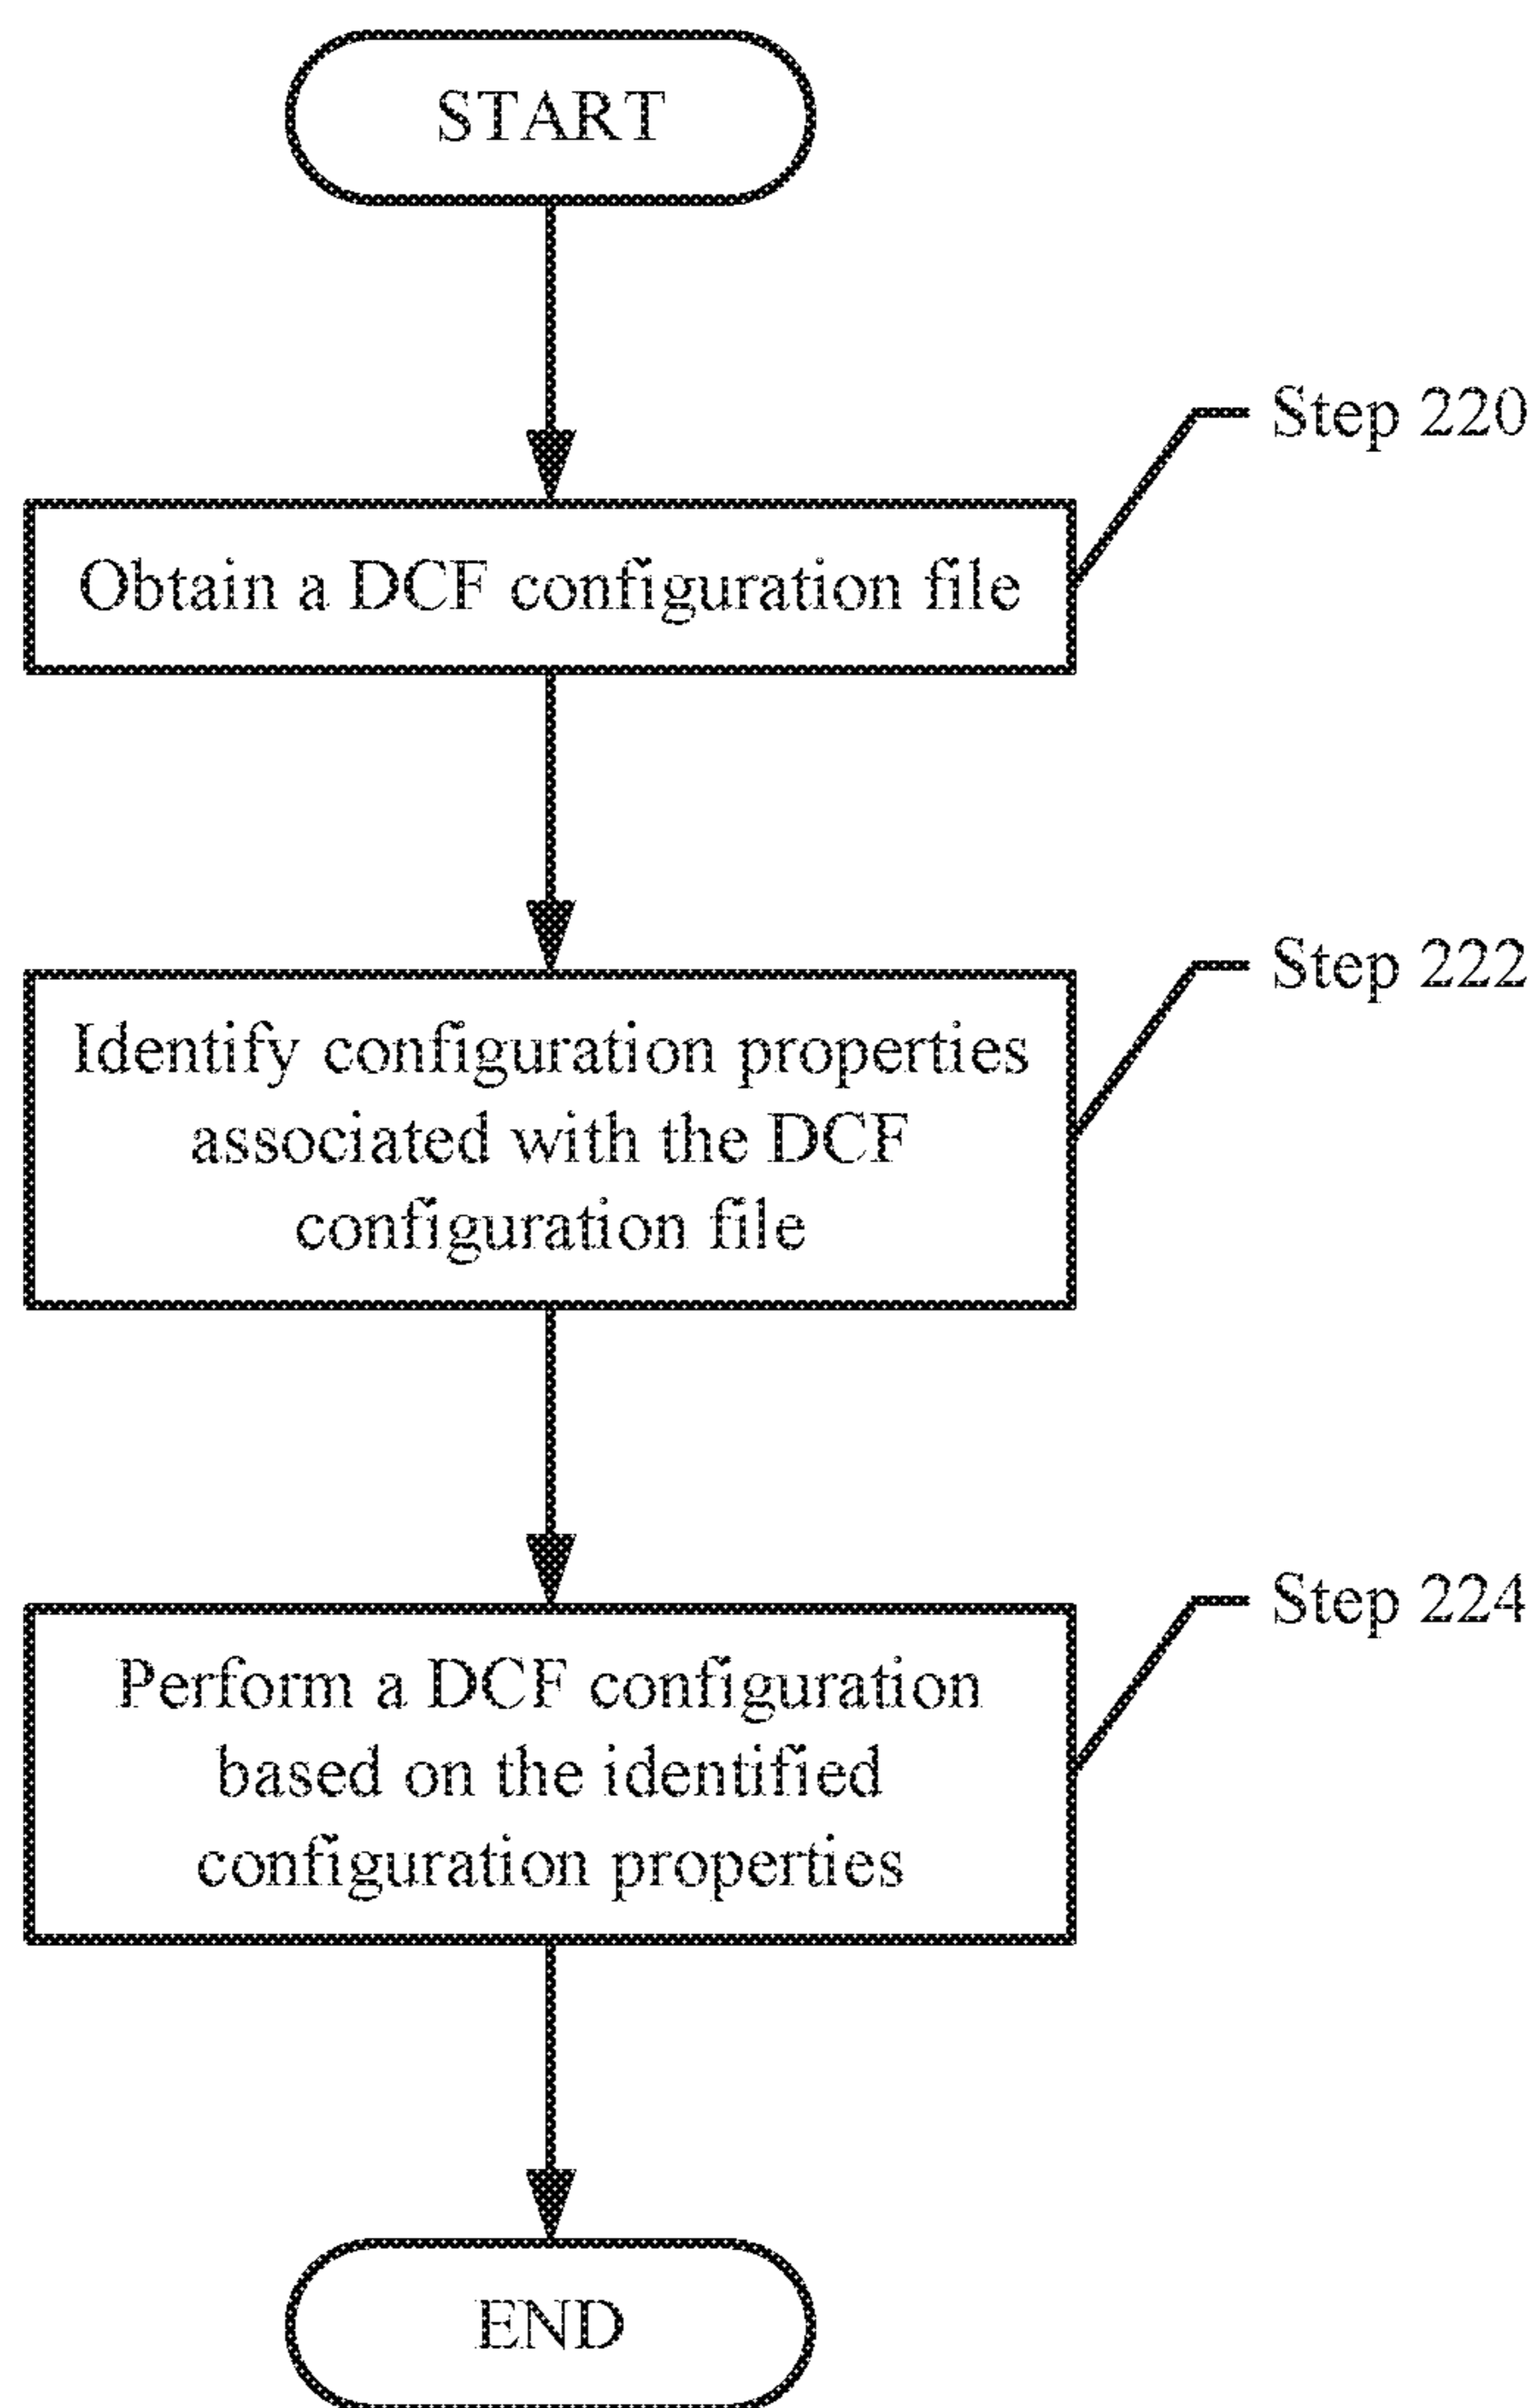 START
Step 220
Obtain a DCF configuration file
Step 222
Identify configuration properties
associated with the DCF
configuration file
Step 224
Perform a DCF configuration
based on the identified
configuration properties
END